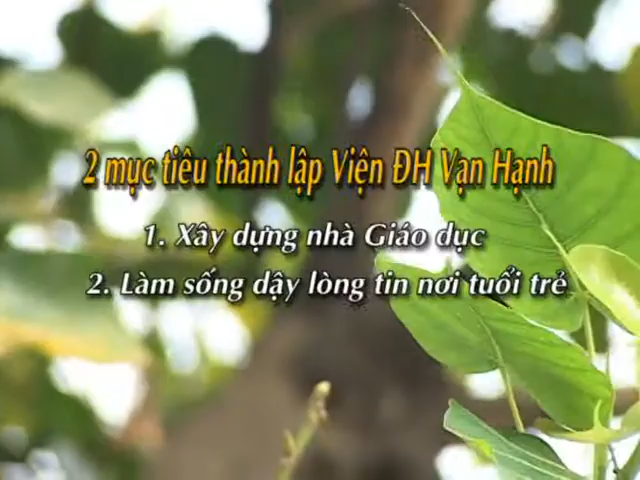 2 mục tiêu thành lập Viện ĐH Vạn Hạnh
1. Xây dựng nhà Giáo dục
2. Làm sống dậy lòng tin nơi tuổi trẻ